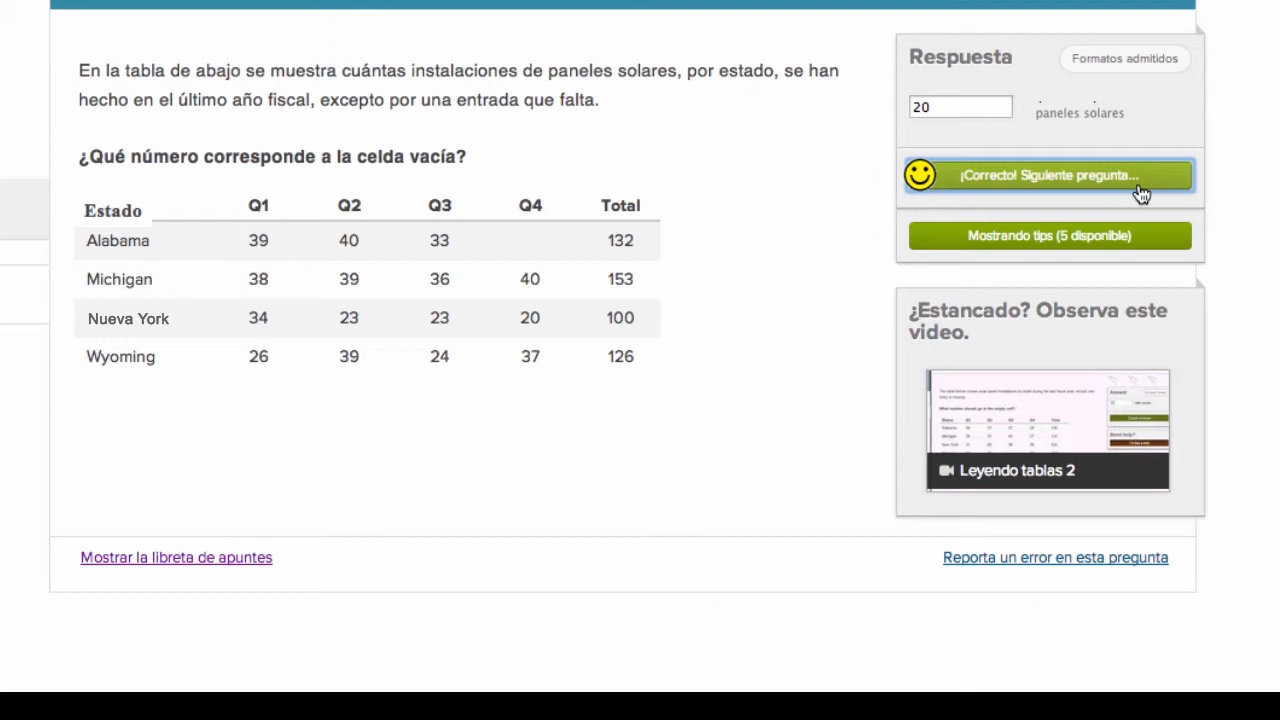 En la tabla de abajo se muestra cuántas instalaciones de paneles solares, por estado, se han
hecho en el último año fiscal, excepto por una entrada que falta.
¿Qué número corresponde a la celda vacía?
Estado Q1 Q2 Q3 Q4 Total
Alabama 39 40 33 132
Michigan 38 39 36 40 153
Nueva York 34 23 23 20 100
Wyoming 26 39 24 37 126
Mostrar la libreta de apuntes
Respuesta Formatos admitidos
20 paneles solares
¡Correcto! Siguiente pregunta...
Mostrando tips (5 disponible)
¿Estancado? Observa este
video.
Leyendo tablas 2
Reporta un error en esta pregunta